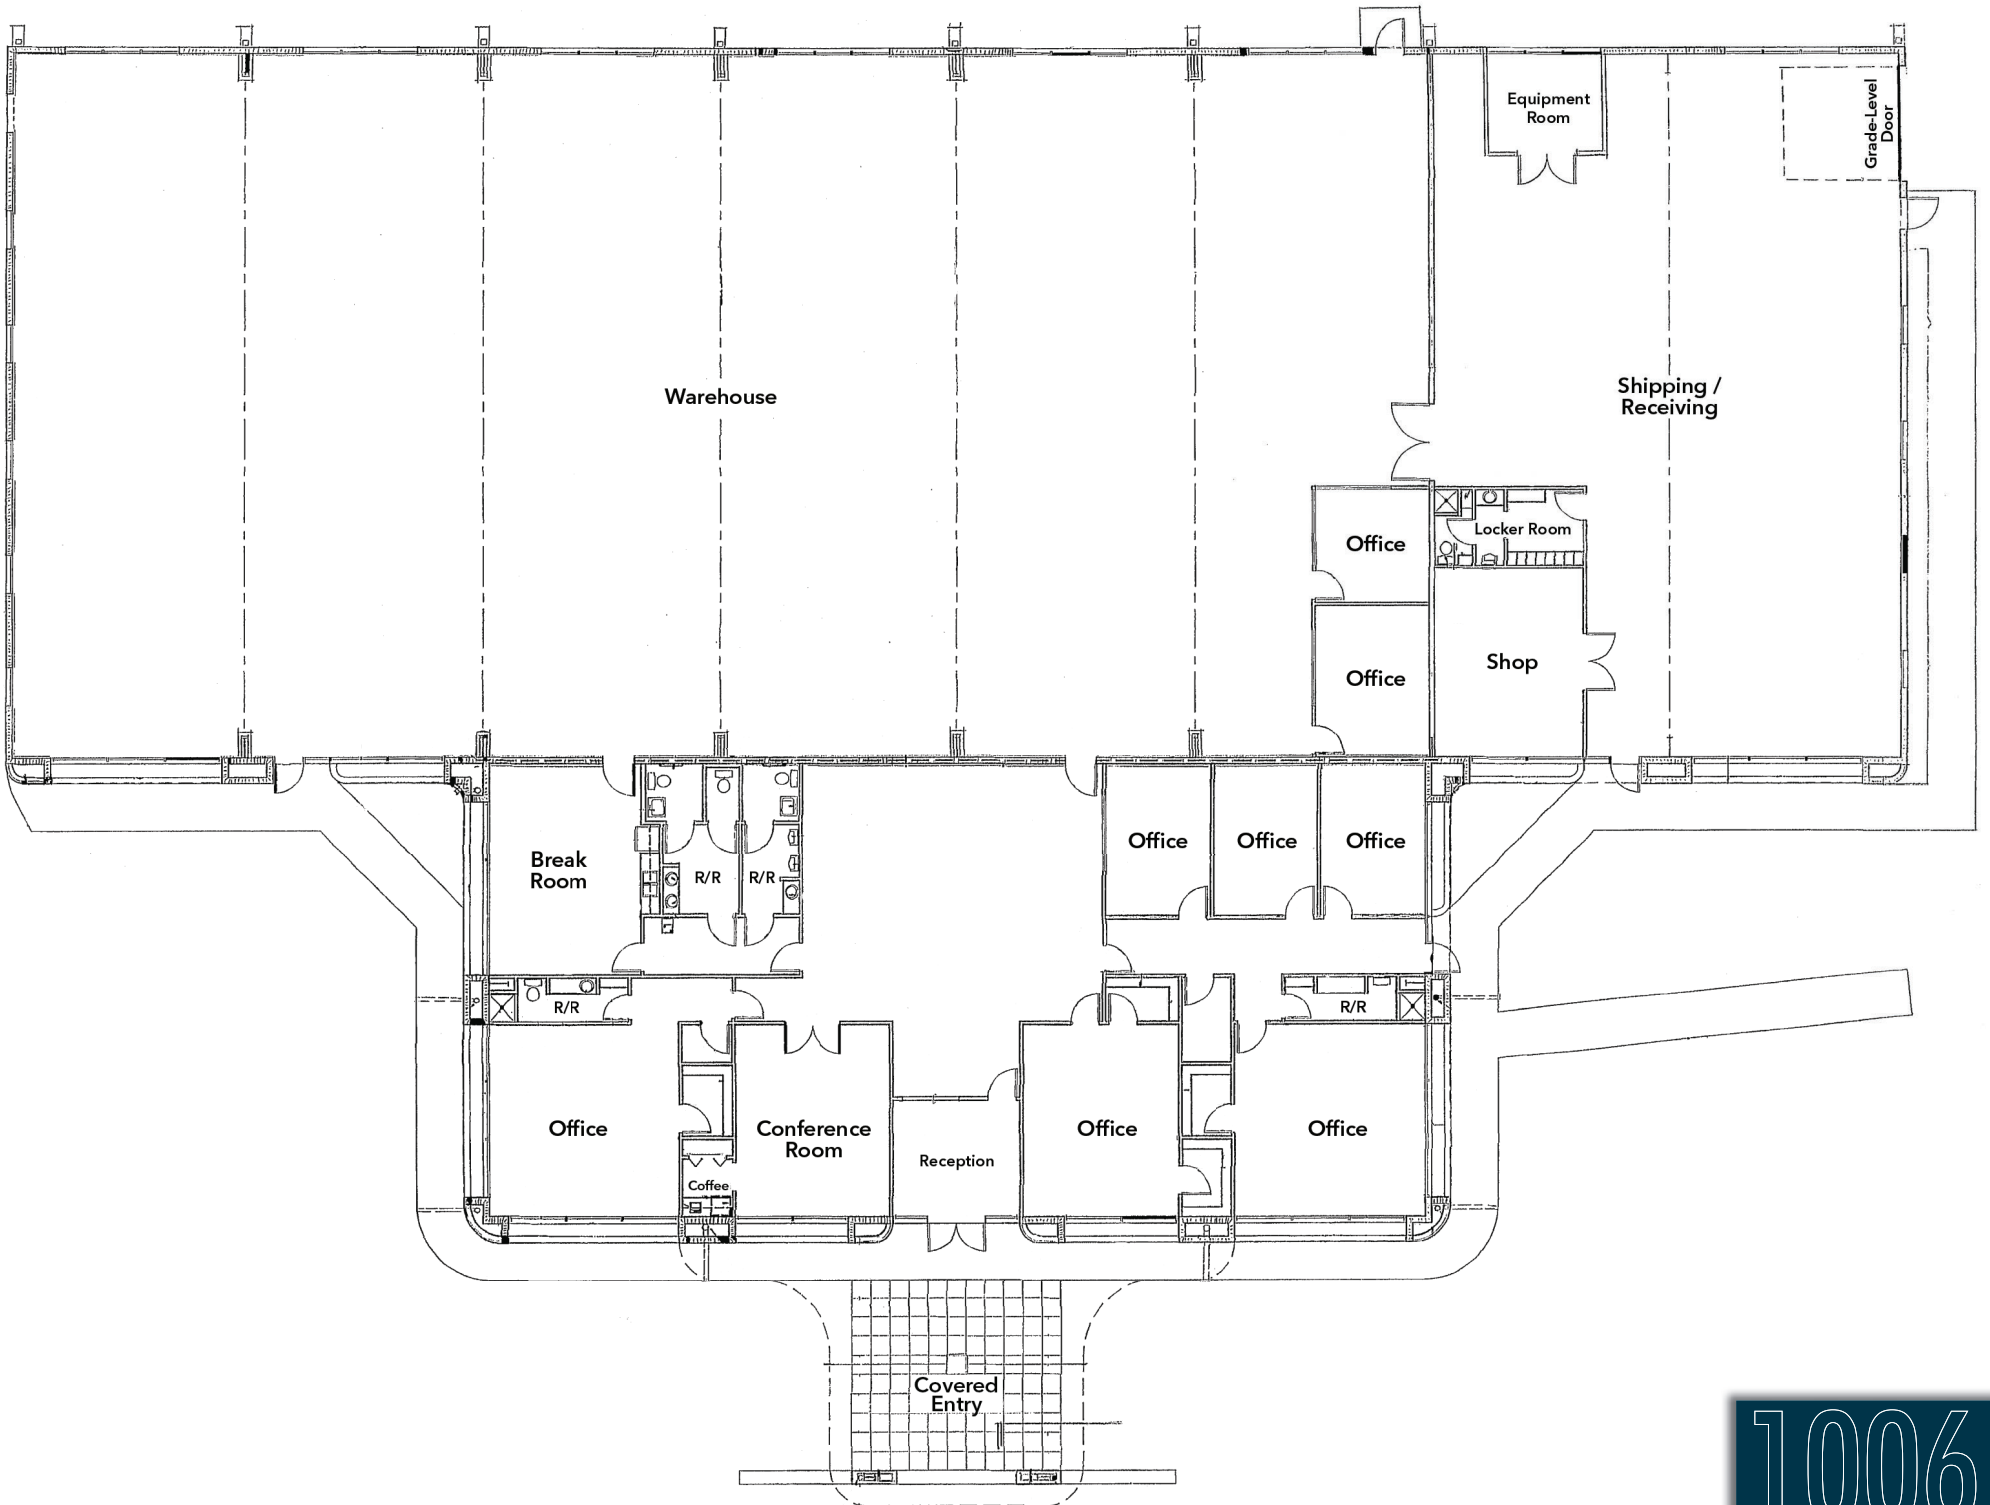 Equipment
Room
Grade-Level
Door
Warehouse
Shipping /
Receiving
Office
Locker Room
Office
Shop
Break
Room
R/R
R/R
Office
Office
Office
R/R
R/R
Office
Conference
Room
Coffee
Reception
Office
Office
Covered
Entry
1006